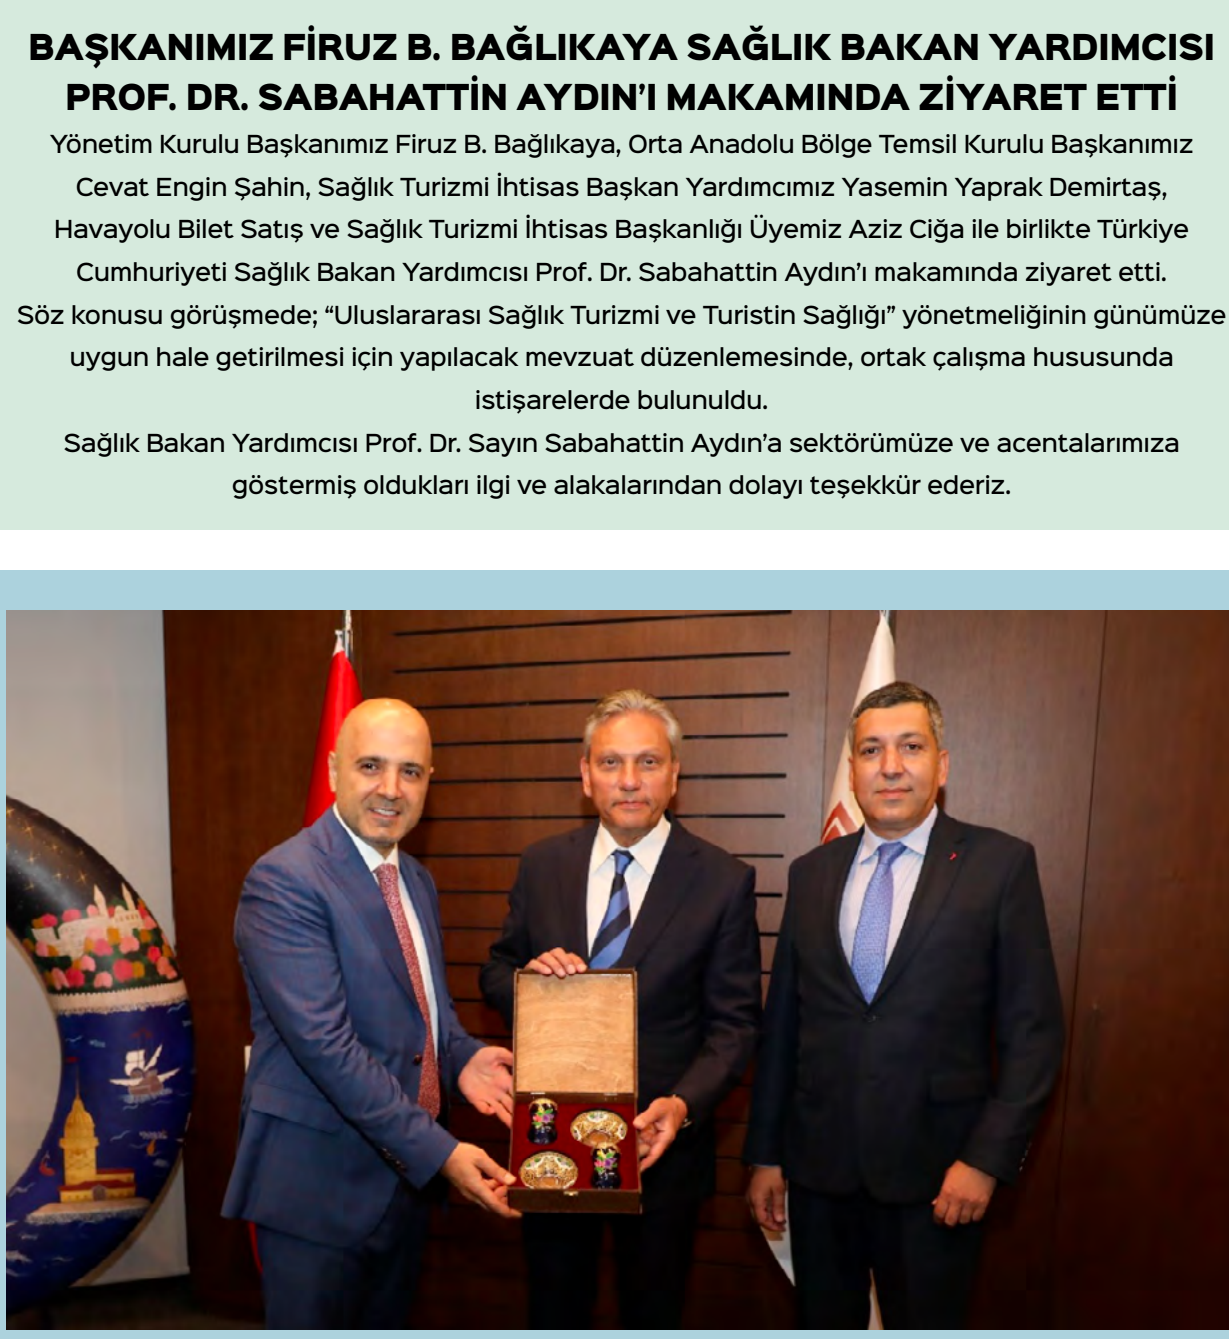 BAŞKANIMIZ FİRUZ B. BAĞLIKAYA SAĞLIK BAKAN YARDIMCISI
PROF. DR. SABAHATTİN AYDIN’I MAKAMINDA ZİYARET ETTİ
Yönetim Kurulu Başkanımız Firuz B. Bağlıkaya, Orta Anadolu Bölge Temsil Kurulu Başkanımız
Cevat Engin Şahin, Sağlık Turizmi İhtisas Başkan Yardımcımız Yasemin Yaprak Demirtaş,
Havayolu Bilet Satış ve Sağlık Turizmi İhtisas Başkanlığı Üyemiz Aziz Ciğa ile birlikte Türkiye
Cumhuriyeti Sağlık Bakan Yardımcısı Prof. Dr. Sabahattin Aydın’ı makamında ziyaret etti.
Söz konusu görüşmede; “Uluslararası Sağlık Turizmi ve Turistin Sağlığı” yönetmeliğinin günümüze
uygun hale getirilmesi için yapılacak mevzuat düzenlemesinde, ortak çalışma hususunda
istişarelerde bulunuldu.
Sağlık Bakan Yardımcısı Prof. Dr. Sayın Sabahattin Aydın’a sektörümüze ve acentalarımıza
göstermiş oldukları ilgi ve alakalarından dolayı teşekkür ederiz.